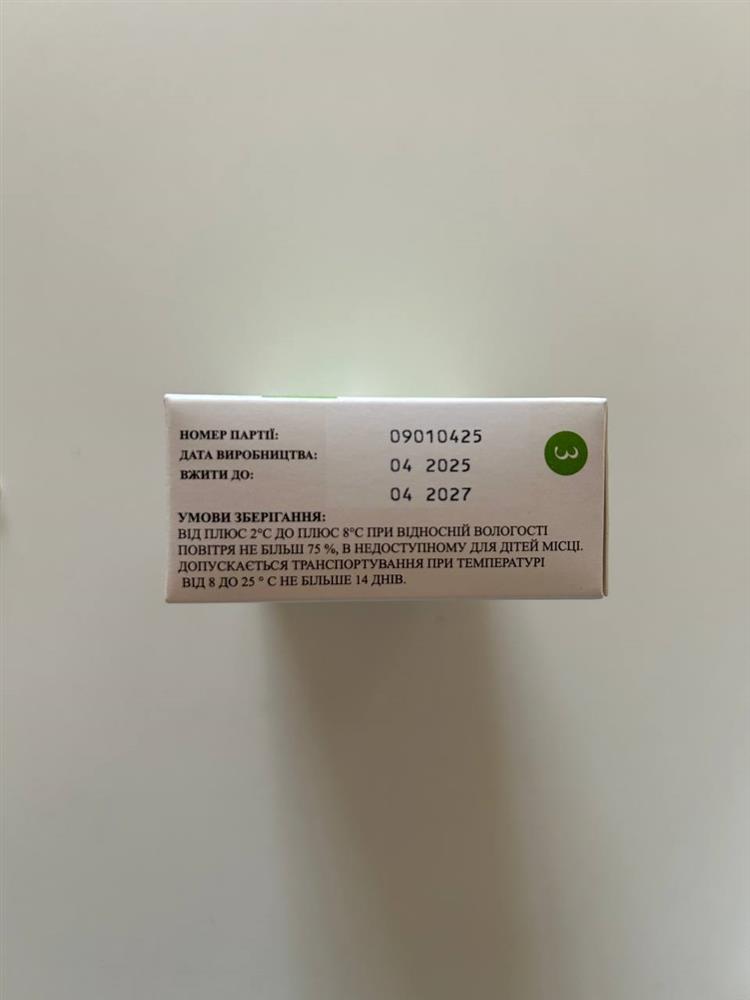 НОМЕР ПАРТІЇ: 09010425
ДАТА ВИРОБНИЦТВА: 04 2025
ВЖИТИ ДО: 04 2027
3
УМОВИ ЗБЕРІГАННЯ:
ВІД ПЛЮС 2°С ДО ПЛЮС 8°С ПРИ ВІДНОСНІЙ ВОЛОГОСТІ
ПОВІТРЯ НЕ БІЛЬШ 75 %, В НЕДОСТУПНОМУ ДЛЯ ДІТЕЙ МІСЦІ.
ДОПУСКАЄТЬСЯ ТРАНСПОРТУВАННЯ ПРИ ТЕМПЕРАТУРІ
ВІД 8 ДО 25 ° С НЕ БІЛЬШЕ 14 ДНІВ.